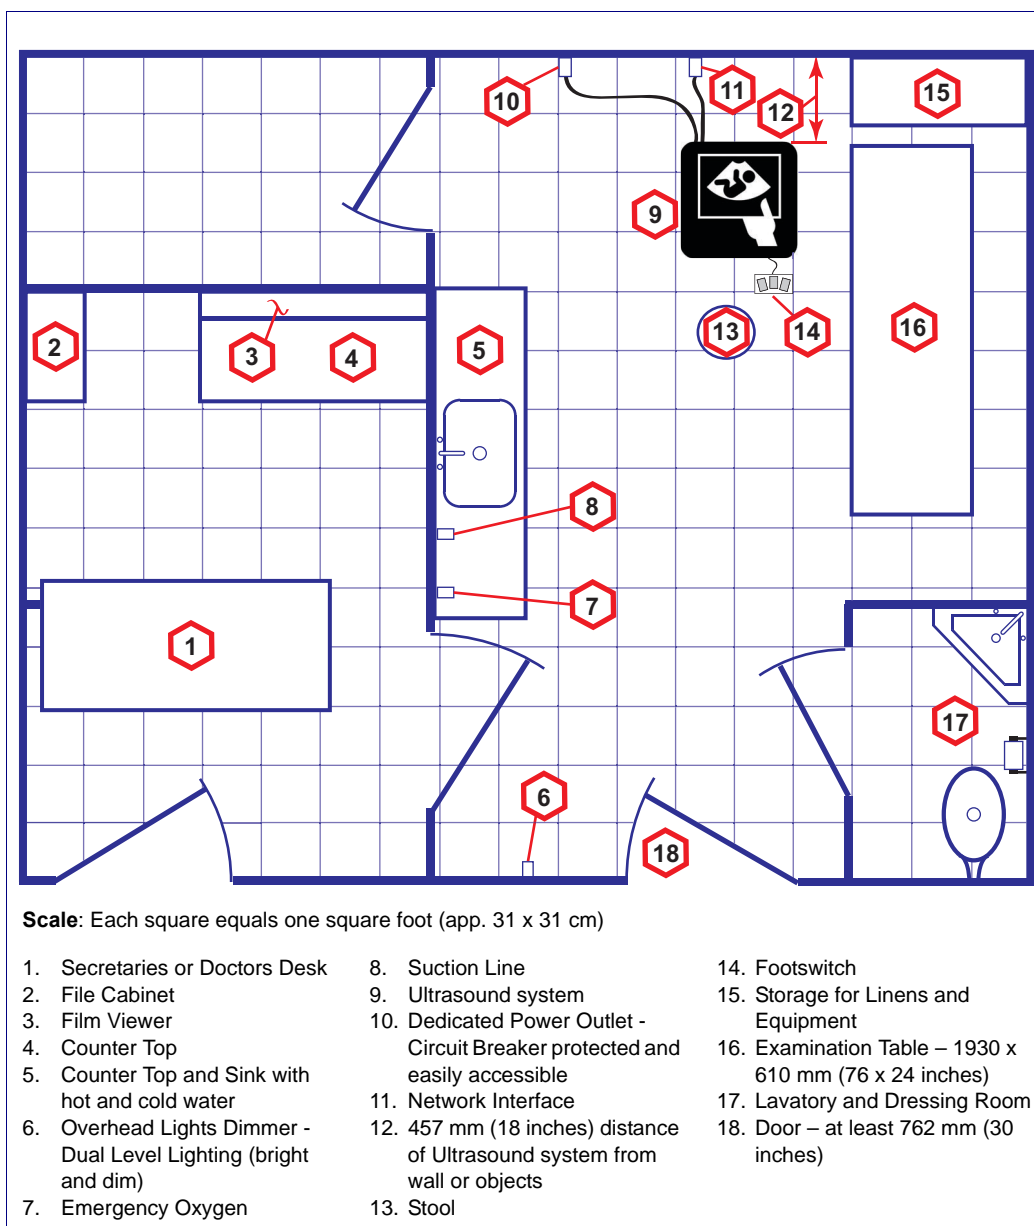 10
11
12
15
9
2
3
4
5
13
14
16
8
7
1
17
6
18
Scale: Each square equals one square foot (app. 31 x 31 cm)
1. Secretaries or Doctors Desk
2. File Cabinet
3. Film Viewer
4. Counter Top
5. Counter Top and Sink with
hot and cold water
6. Overhead Lights Dimmer -
Dual Level Lighting (bright
and dim)
7. Emergency Oxygen
8. Suction Line
9. Ultrasound system
10. Dedicated Power Outlet -
Circuit Breaker protected and
easily accessible
11. Network Interface
12. 457 mm (18 inches) distance
of Ultrasound system from
wall or objects
13. Stool
14. Footswitch
15. Storage for Linens and
Equipment
16. Examination Table – 1930 x
610 mm (76 x 24 inches)
17. Lavatory and Dressing Room
18. Door – at least 762 mm (30
inches)